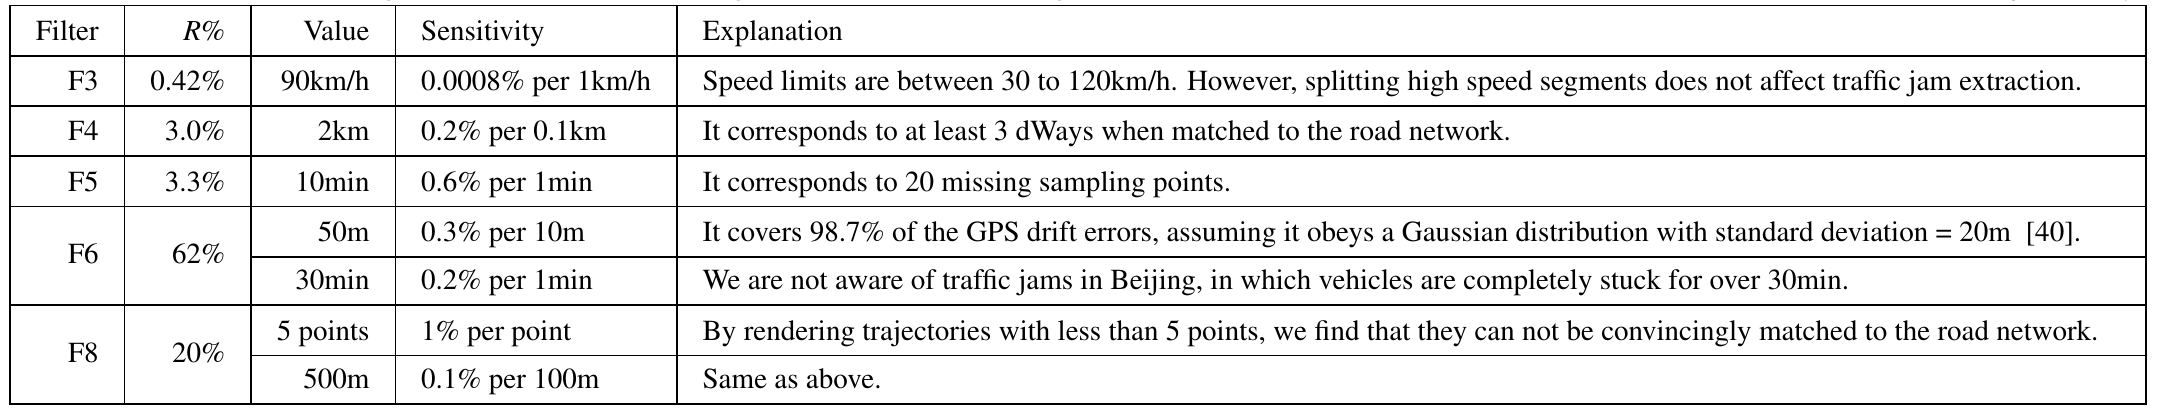 Filter R% Value Sensitivity Explanation
F3 0.42% 90km/h 0.0008% per 1km/h Speed limits are between 30 to 120km/h. However, splitting high speed segments does not affect traffic jam extraction.
F4 3.0% 2km 0.2% per 0.1km It corresponds to at least 3 dWays when matched to the road network.
F5 3.3% 10min 0.6% per 1min It corresponds to 20 missing sampling points.
F6 62% 50m 0.3% per 10m It covers 98.7% of the GPS drift errors, assuming it obeys a Gaussian distribution with standard deviation = 20m [40].
30min 0.2% per 1min We are not aware of traffic jams in Beijing, in which vehicles are completely stuck for over 30min.
F8 20% 5 points 1% per point By rendering trajectories with less than 5 points, we find that they can not be convincingly matched to the road network.
500m 0.1% per 100m Same as above.